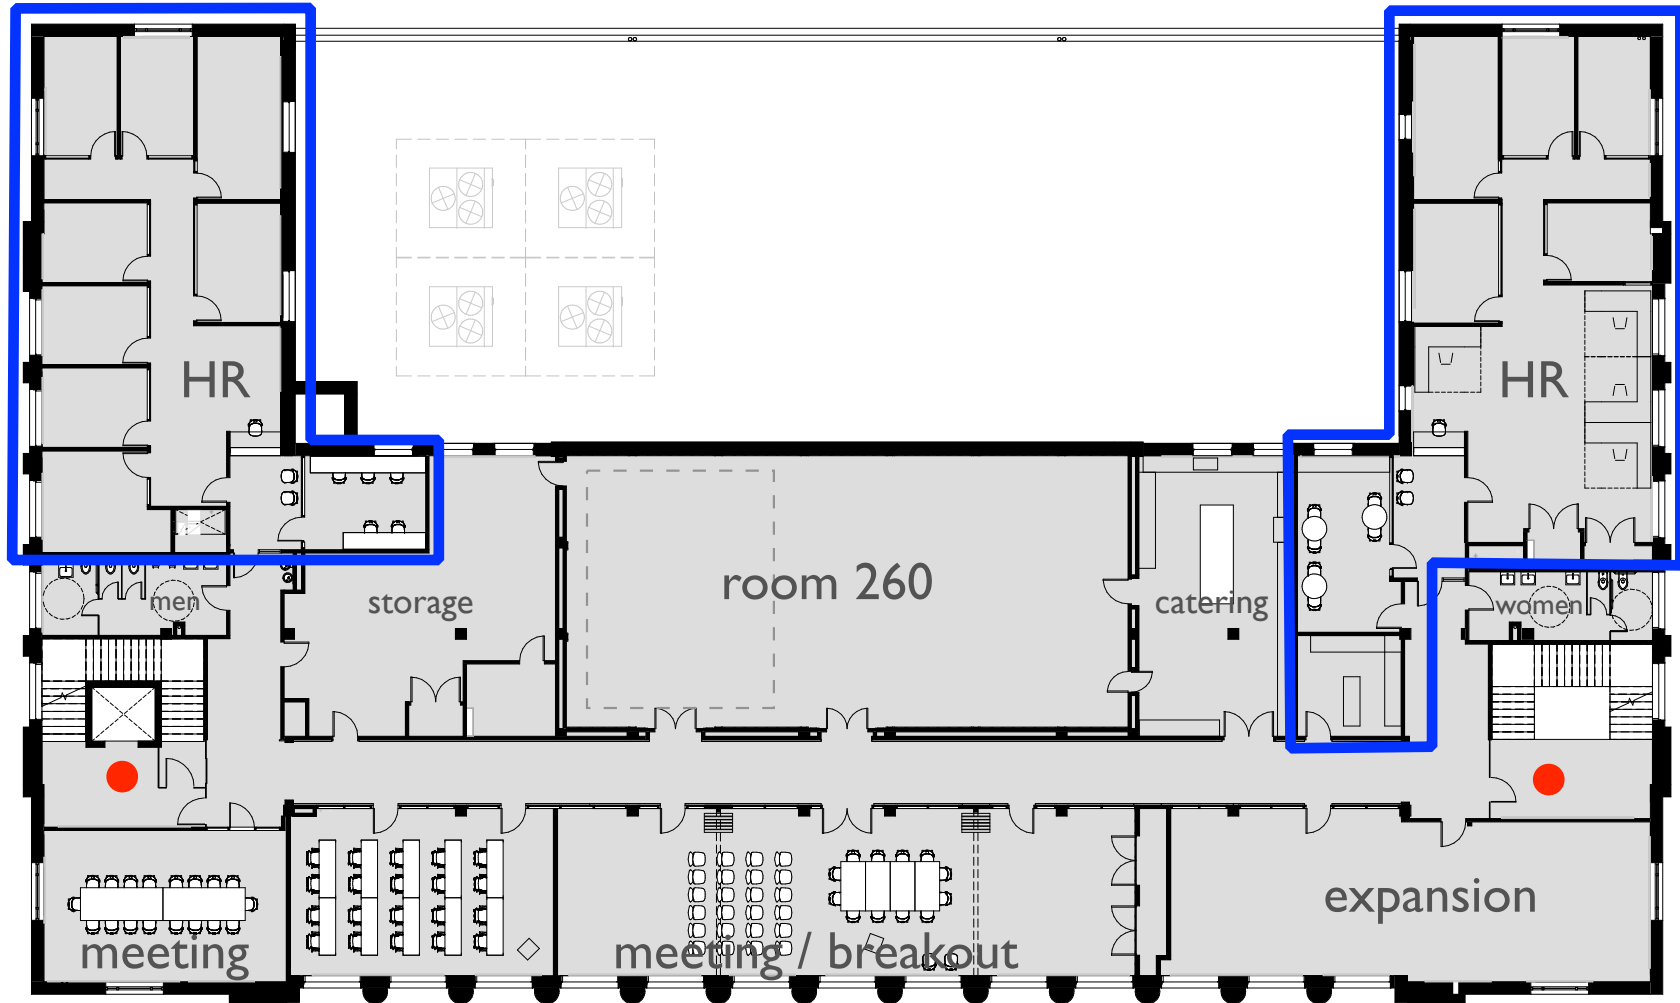 HR
HR
men
storage
room 260
catering
women
meeting
meeting / breakout
expansion